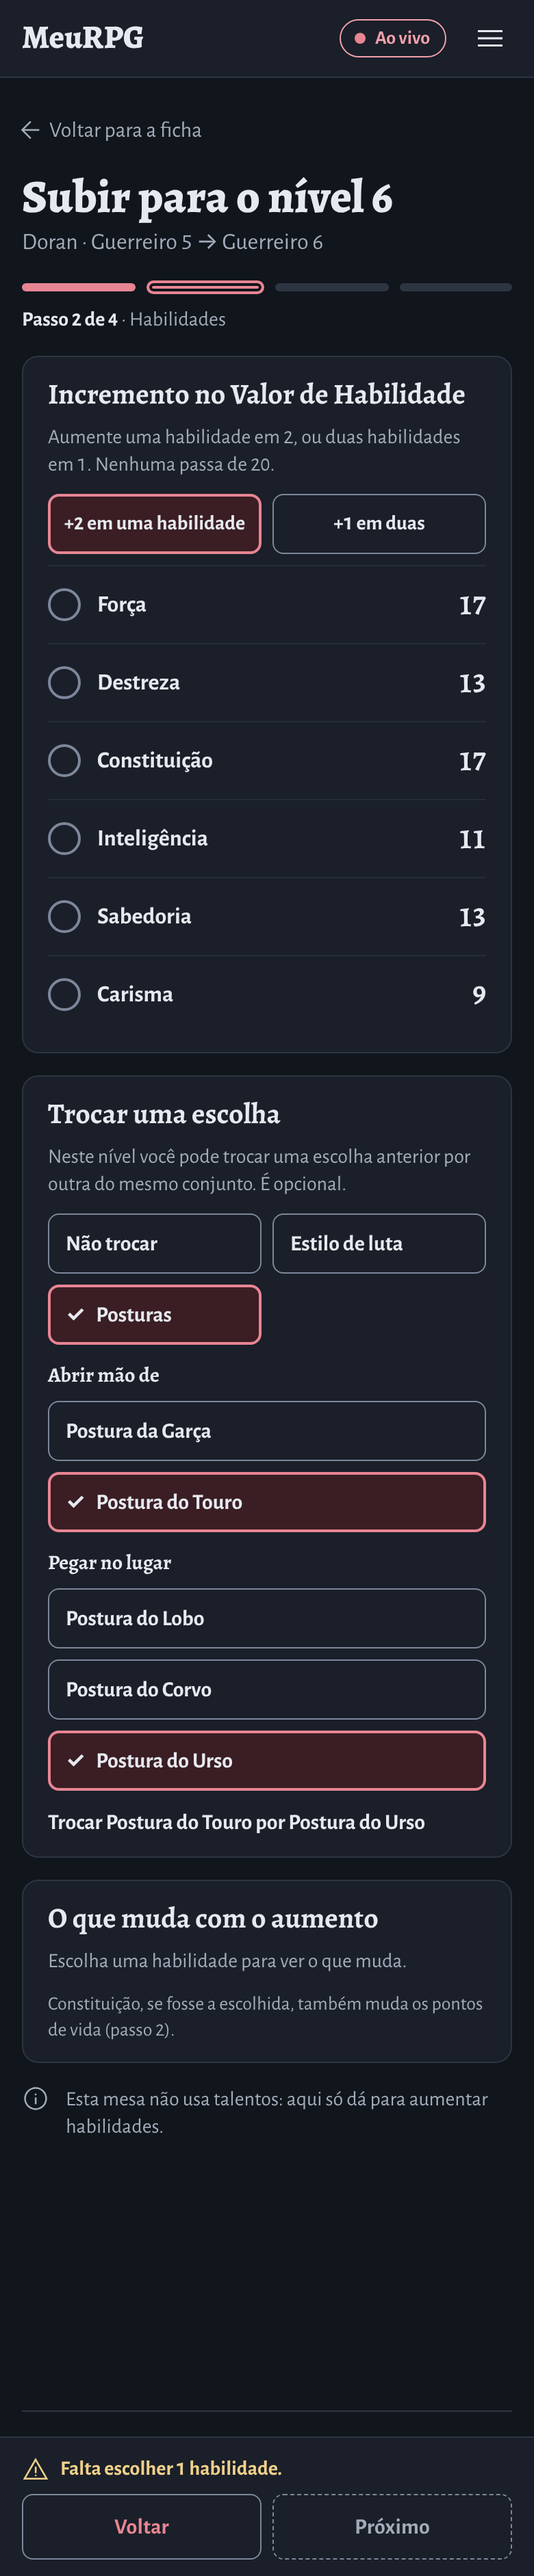 MeuRPG
Ao vivo
Voltar para a ficha
Subir para o nível 6
Doran · Guerreiro 5 → Guerreiro 6
Passo 2 de 4 · Habilidades
Incremento no Valor de Habilidade
Aumente uma habilidade em 2, ou duas habilidades
em 1. Nenhuma passa de 20.
+2 em uma habilidade
+1 em duas
Força 17
Destreza 13
Constituição 17
Inteligência 11
Sabedoria 13
Carisma 9
Trocar uma escolha
Neste nível você pode trocar uma escolha anterior por
outra do mesmo conjunto. É opcional.
Não trocar
Estilo de luta
Posturas
Abrir mão de
Postura da Garça
Postura do Touro
Pegar no lugar
Postura do Lobo
Postura do Corvo
Postura do Urso
Trocar Postura do Touro por Postura do Urso
O que muda com o aumento
Escolha uma habilidade para ver o que muda.
Constituição, se fosse a escolhida, também muda os pontos
de vida (passo 2).
Esta mesa não usa talentos: aqui só dá para aumentar
habilidades.
Falta escolher 1 habilidade.
Voltar
Próximo